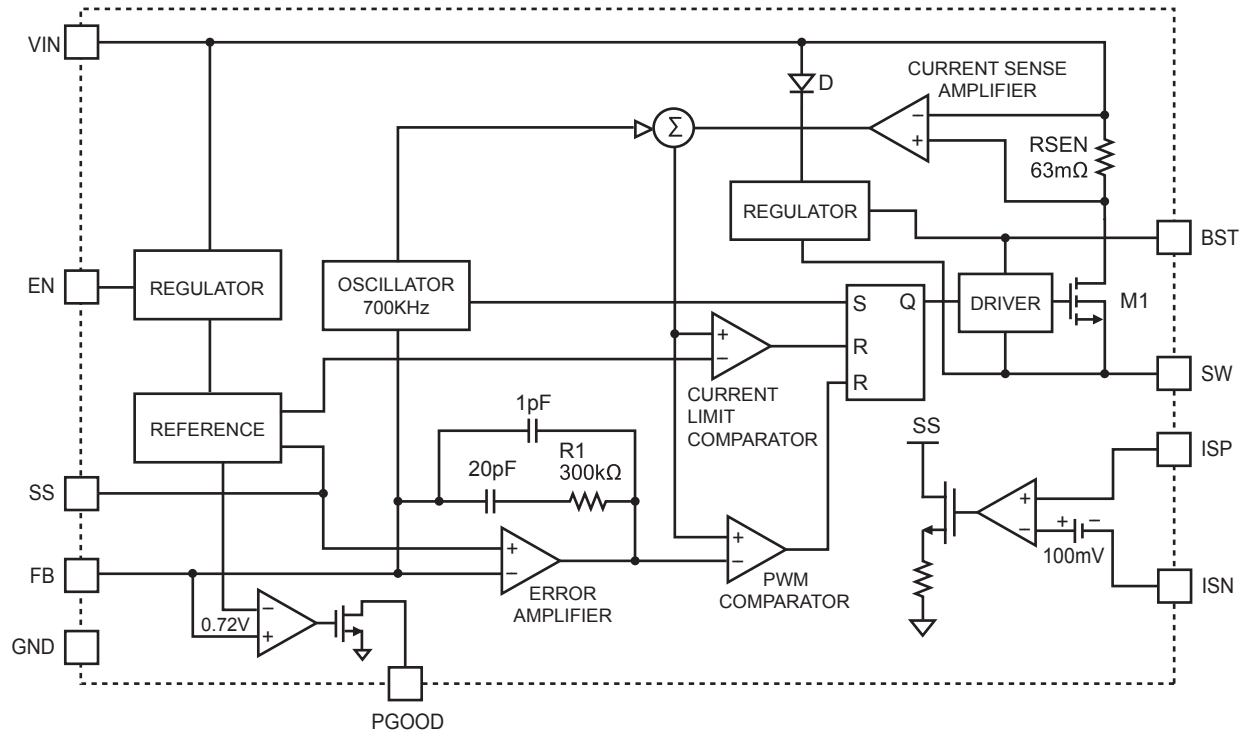 VIN
D
CURRENT SENSE
AMPLIFIER
Σ
−
+
RSEN
63mΩ
REGULATOR
BST
EN
REGULATOR
OSCILLATOR
700KHz
S
Q
DRIVER
M1
+
−
R
R
SW
CURRENT
LIMIT
COMPARATOR
REFERENCE
1pF
20pF
R1
300kΩ
SS
ISP
SS
+
−
+
−
100mV
+
−
PWM
COMPARATOR
+
−
ERROR
AMPLIFIER
FB
ISN
0.72V
−
+
GND
PGOOD